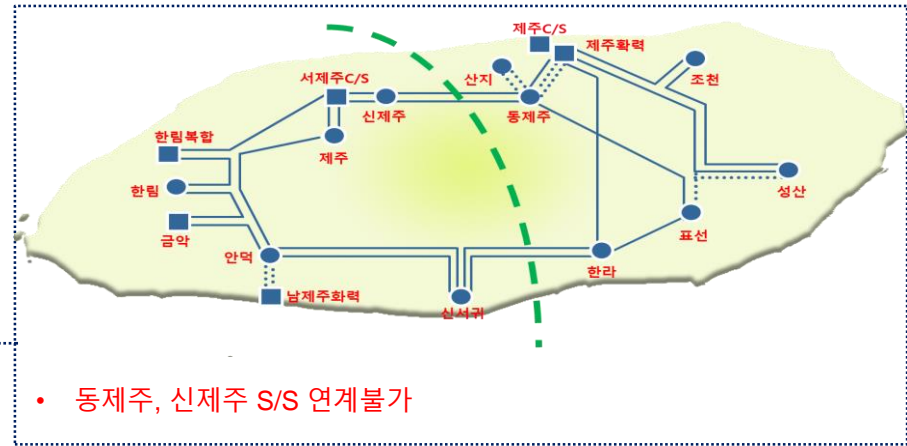 제주C/S
제주확력
산지
조천
서제주C/S
신제주
동제주
한림복합
제주
한림
성산
금악
표선
안덕
한라
남제주화력
신서귀
• 동제주, 신제주 S/S 연계불가